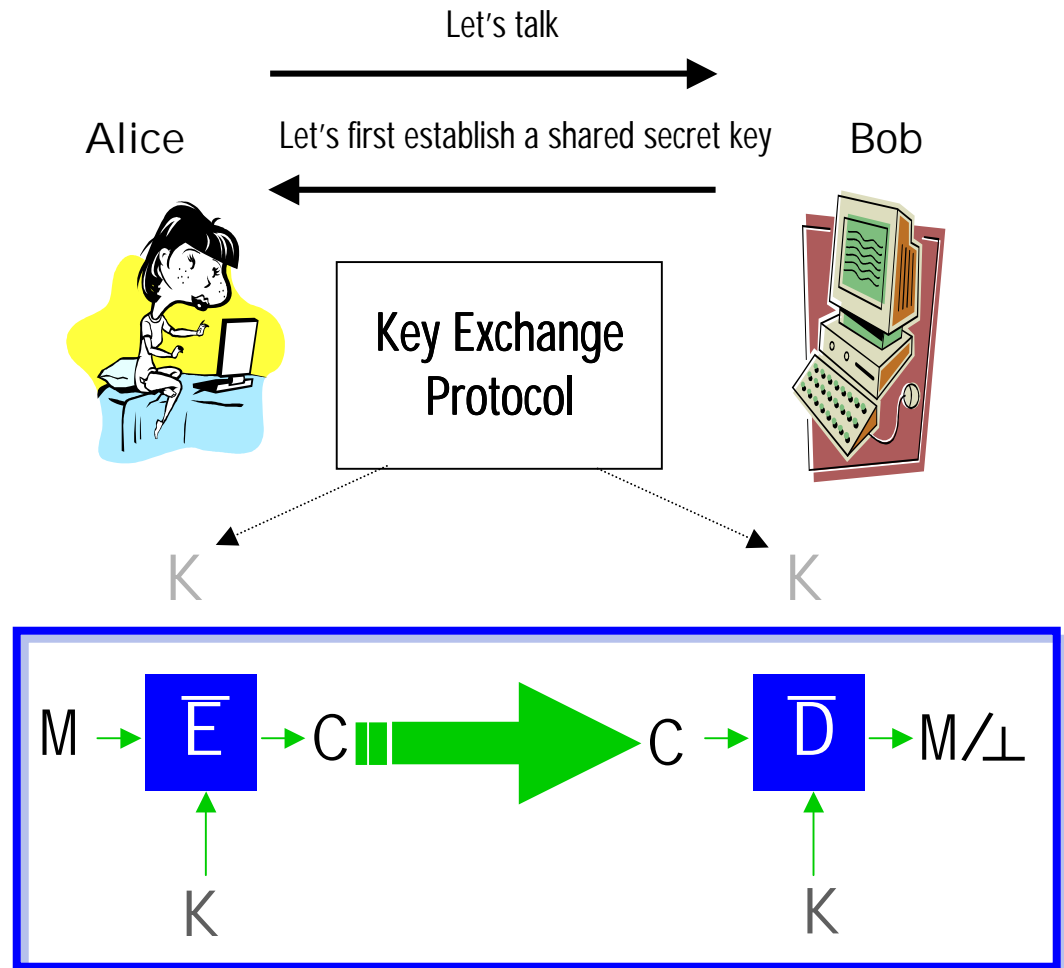 Let's talk
Alice
Let's first establish a shared secret key
Bob
Key Exchange
Protocol
K
K
M
E̅
C
C
D̅
M/⊥
K
K